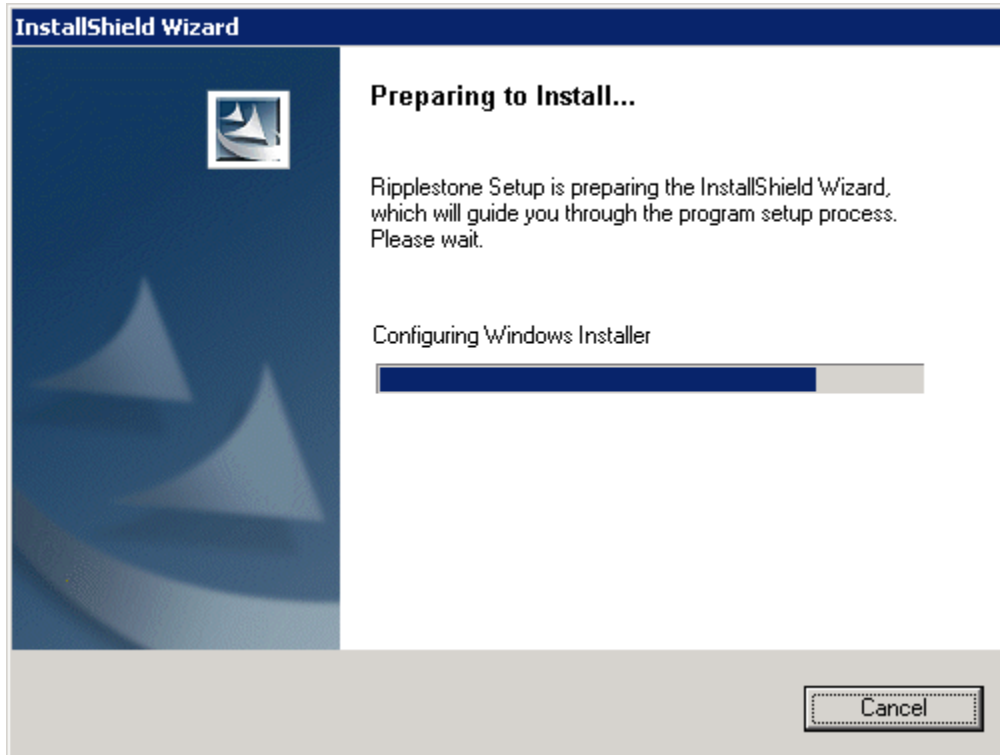 InstallShield Wizard
Preparing to Install...
Ripplestone Setup is preparing the InstallShield Wizard,
which will guide you through the program setup process.
Please wait.
Configuring Windows Installer
Cancel